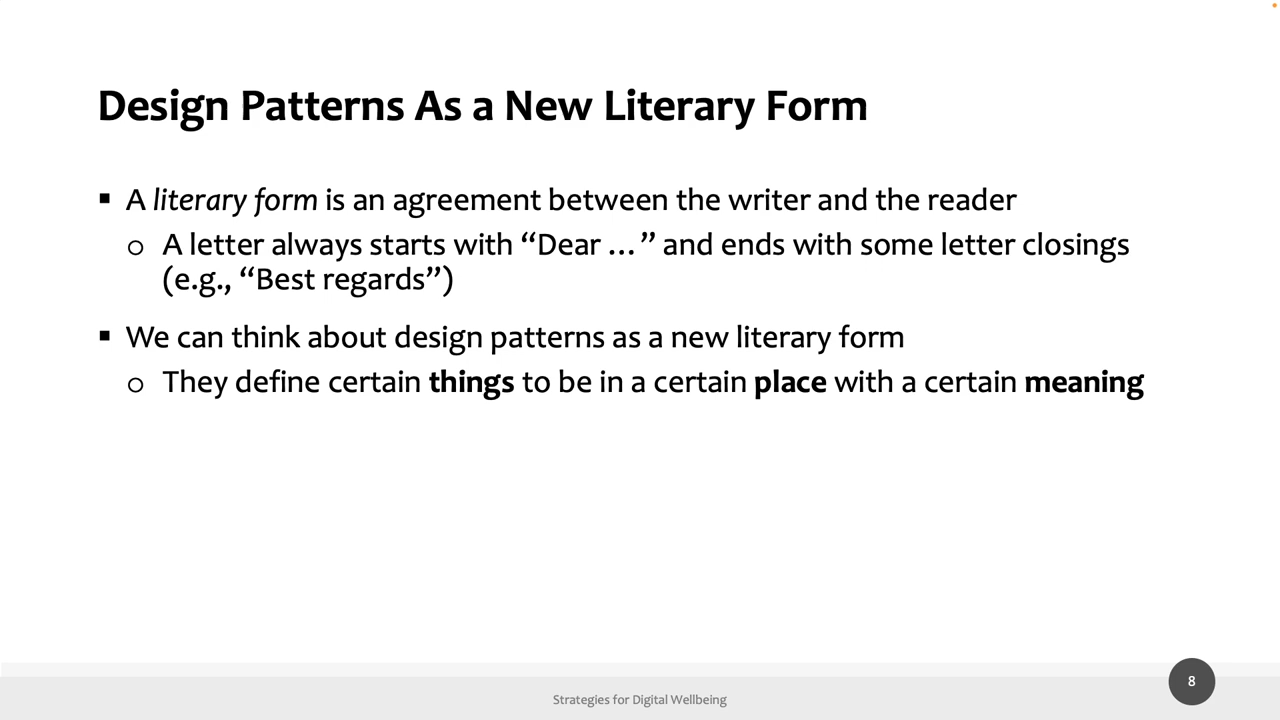 Design Patterns As a New Literary Form
▪ A literary form is an agreement between the writer and the reader
o A letter always starts with “Dear …” and ends with some letter closings
(e.g., “Best regards”)
▪ We can think about design patterns as a new literary form
o They define certain things to be in a certain place with a certain meaning
Strategies for Digital Wellbeing
8